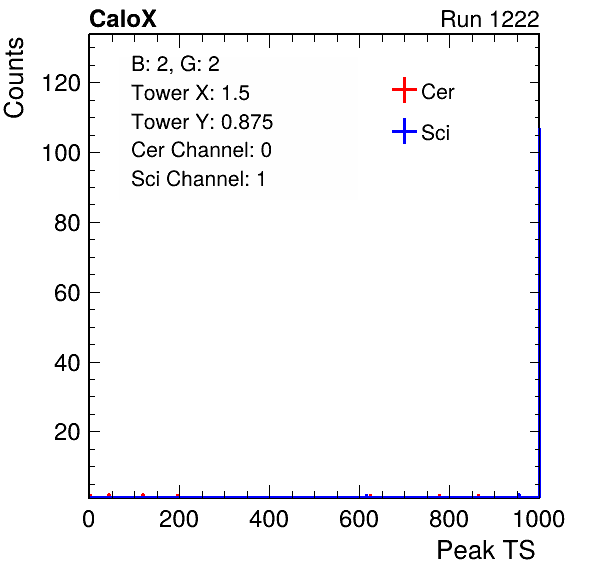 CaloX Run 1222
Counts
B: 2, G: 2
Tower X: 1.5
Tower Y: 0.875
Cer Channel: 0
Sci Channel: 1
Cer
Sci
120
100
80
60
40
20
0 200 400 600 800 1000
Peak TS